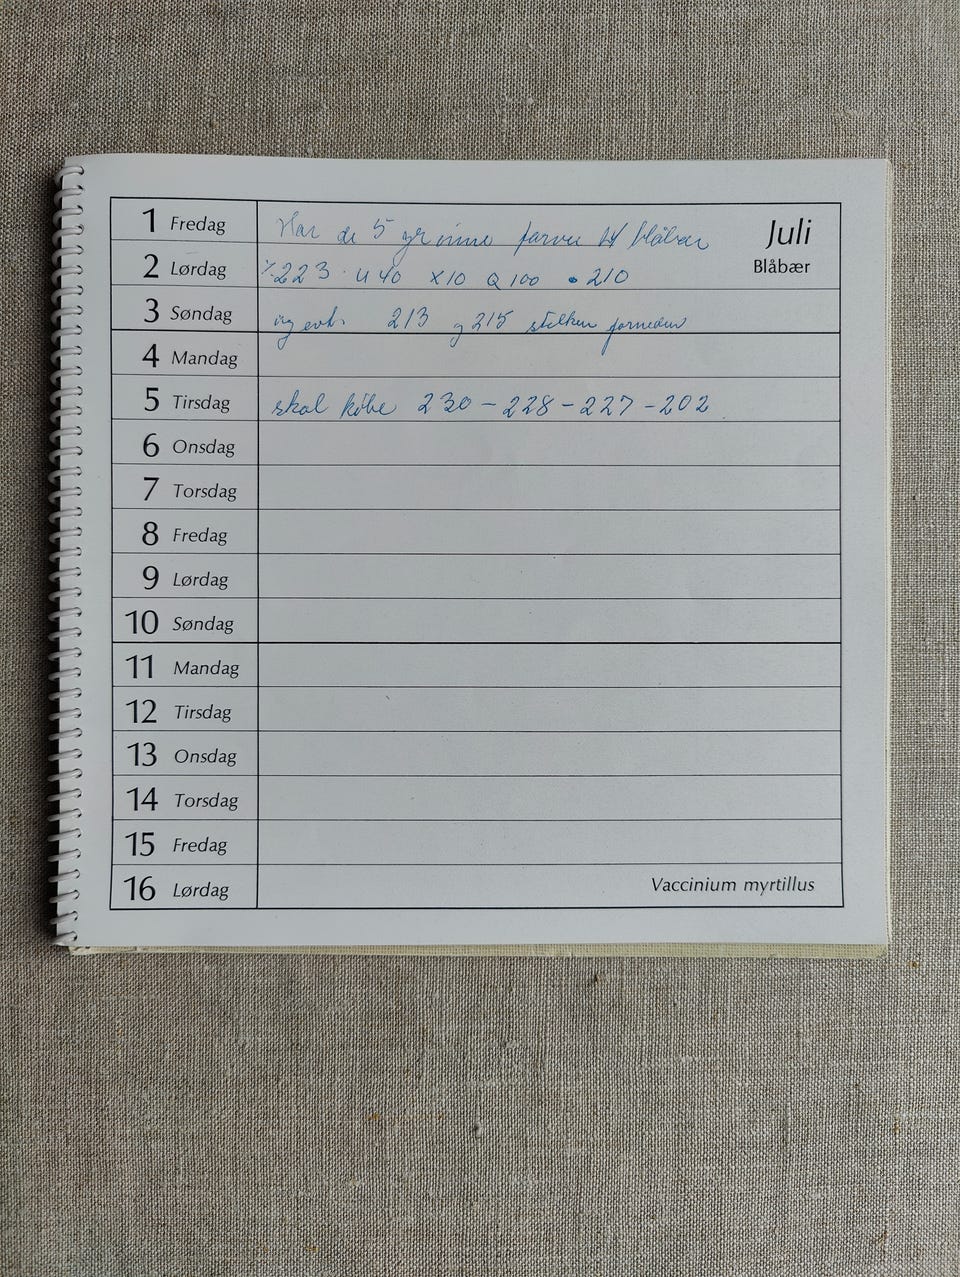 1 Fredag Har de 5 grønne farver til blåbær Juli
2 Lørdag 223 · 40 X 10 Q 100 • 210 Blåbær
3 Søndag og evt. 213 og 215 stilken forneden
4 Mandag
5 Tirsdag skal købe 230 - 228 - 227 - 202
6 Onsdag
7 Torsdag
8 Fredag
9 Lørdag
10 Søndag
11 Mandag
12 Tirsdag
13 Onsdag
14 Torsdag
15 Fredag
16 Lørdag Vaccinium myrtillus